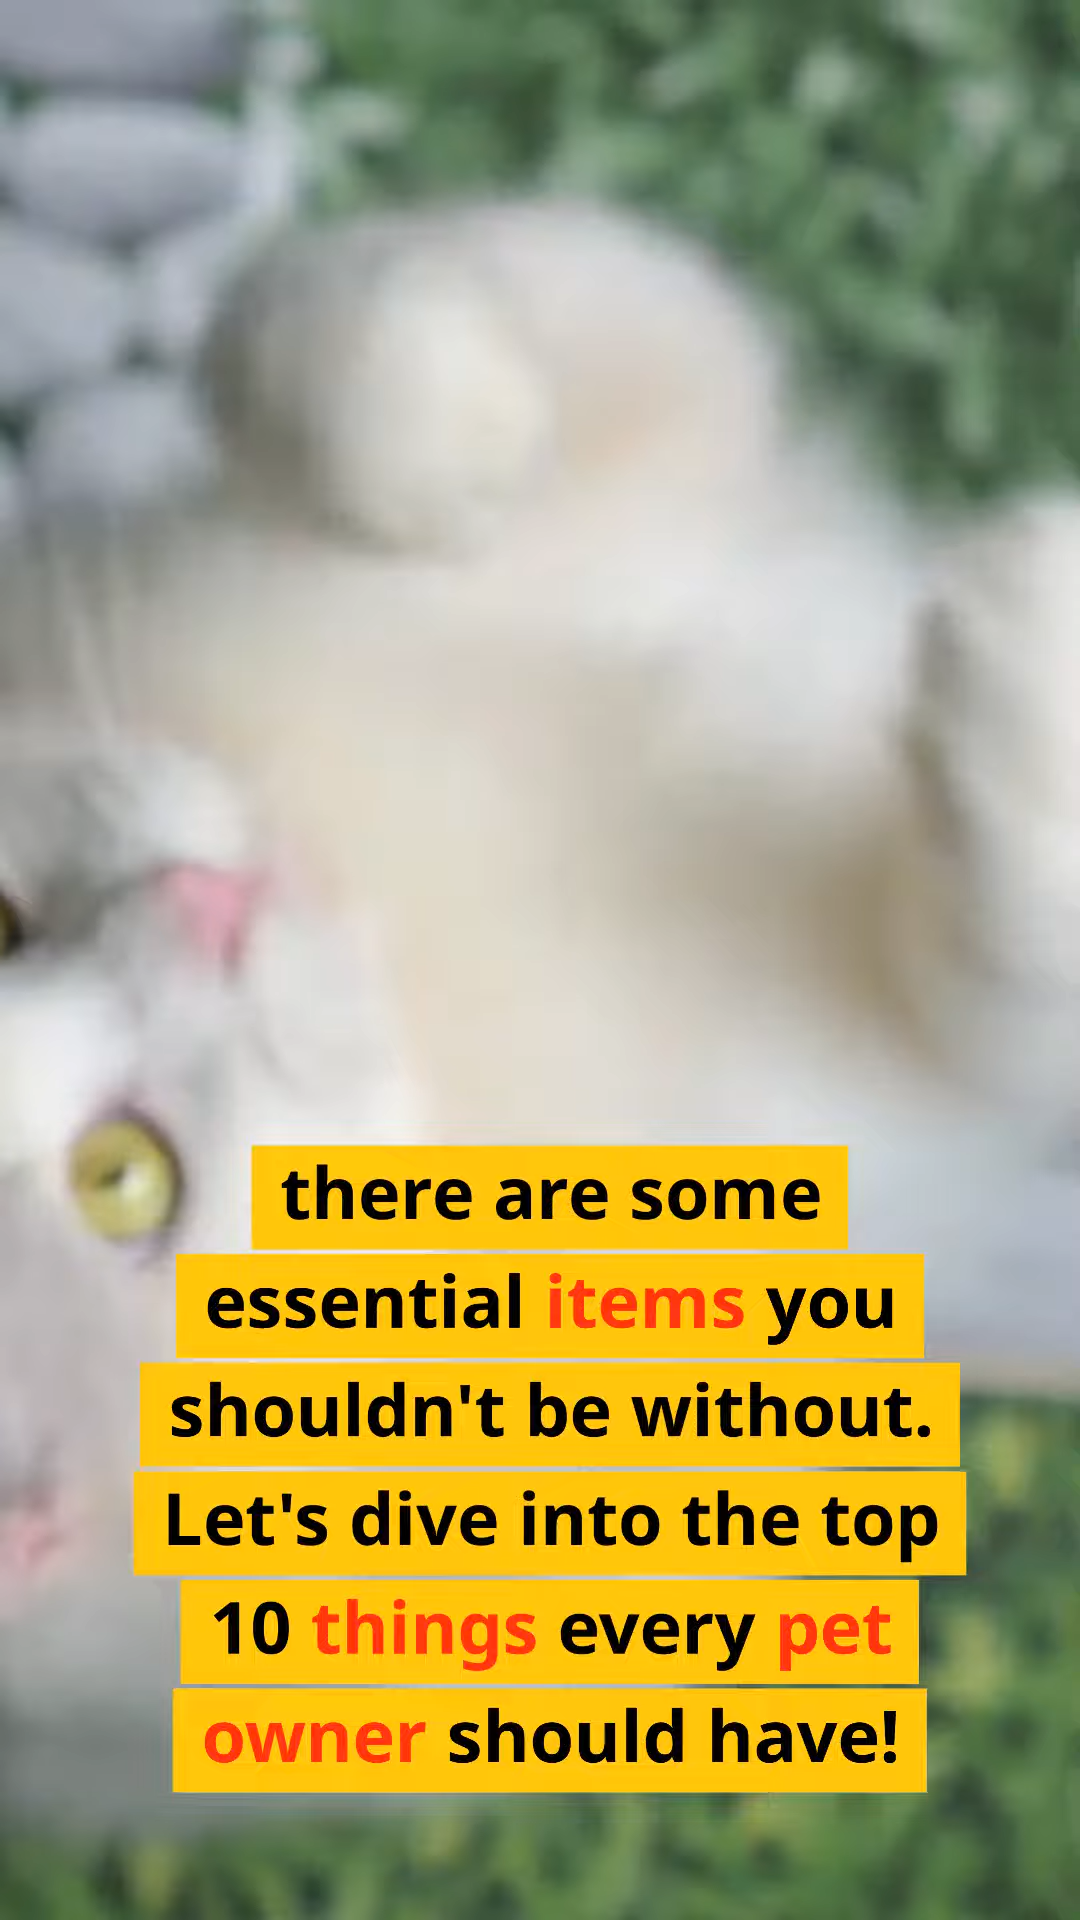 there are some
essential items you
shouldn't be without.
Let's dive into the top
10 things every pet
owner should have!